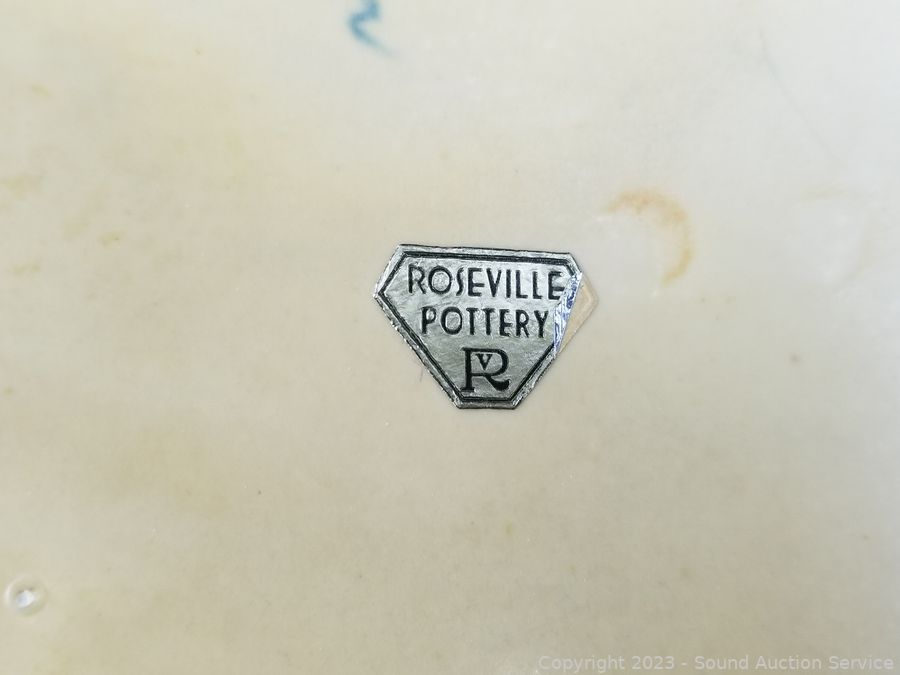 ROSEVILLE
POTTERY
RV
Copyright 2023 - Sound Auction Service